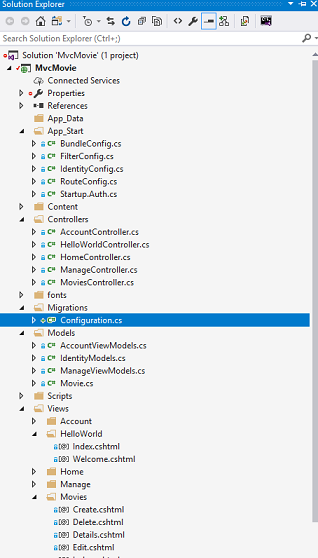 Solution Explorer
Search Solution Explorer (Ctrl+;)
Solution 'MvcMovie' (1 project)
MvcMovie
Connected Services
Properties
References
App_Data
App_Start
C# BundleConfig.cs
C# FilterConfig.cs
C# IdentityConfig.cs
C# RouteConfig.cs
C# Startup.Auth.cs
Content
Controllers
C# AccountController.cs
C# HelloWorldController.cs
C# HomeController.cs
C# ManageController.cs
C# MoviesController.cs
fonts
Migrations
C# Configuration.cs
Models
C# AccountViewModels.cs
C# IdentityModels.cs
C# ManageViewModels.cs
C# Movie.cs
Scripts
Views
Account
HelloWorld
[@] Index.cshtml
[@] Welcome.cshtml
Home
Manage
Movies
[@] Create.cshtml
[@] Delete.cshtml
[@] Details.cshtml
[@] Edit.cshtml